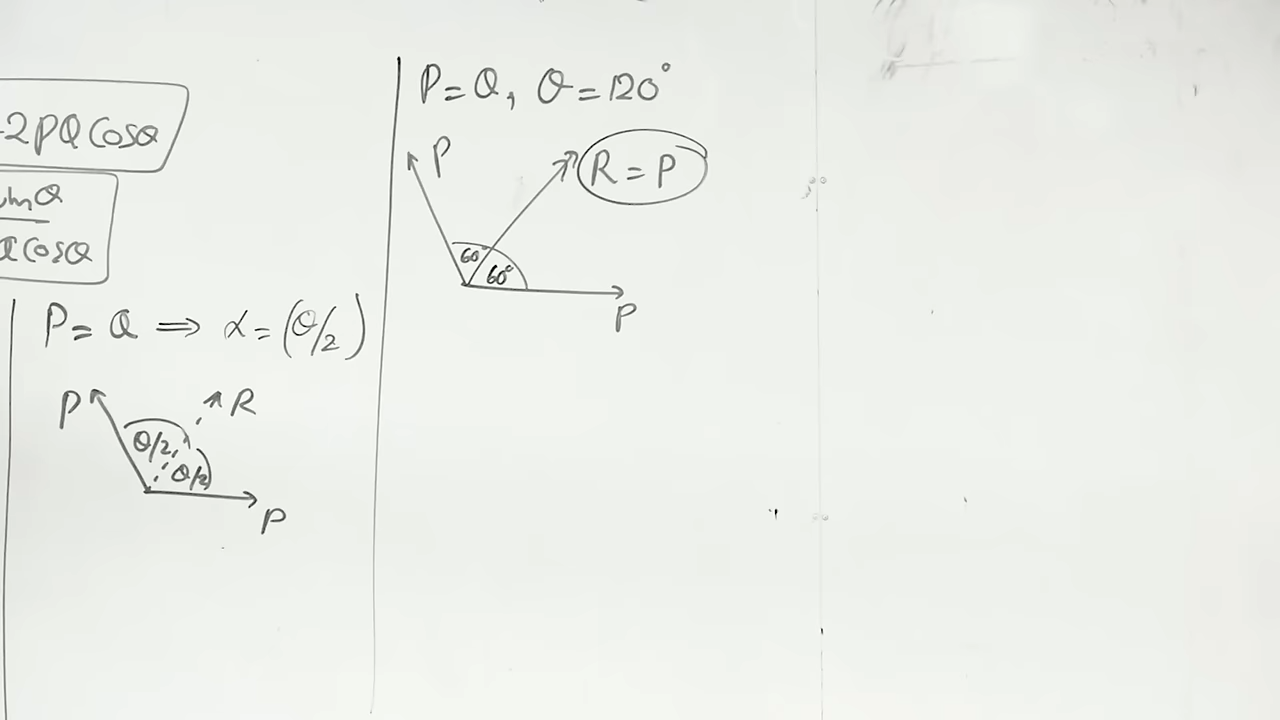 -2PQ Cosθ
θ
Cosθ
P = Q ⟹ α = (θ/2)
P
R
θ/2
θ/2
P
P = Q, θ = 120°
P
R = P
60°
60°
P